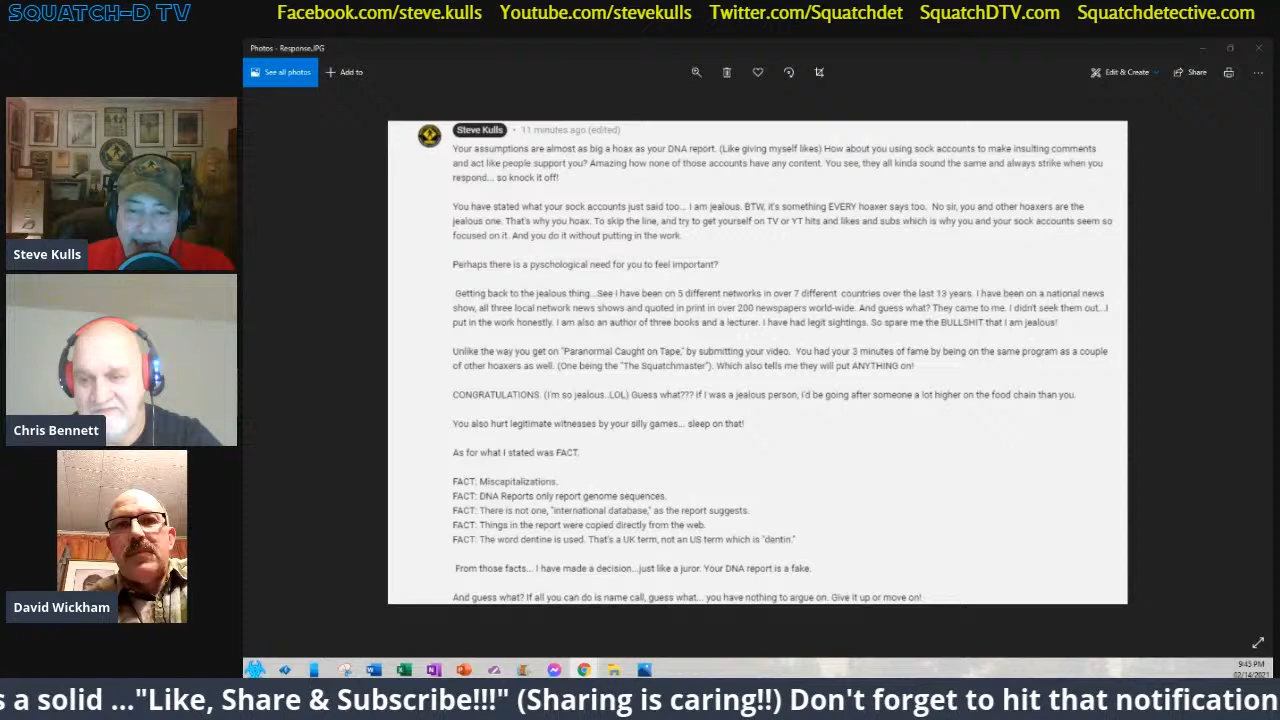 SQUATCH-D TV
Facebook.com/steve.kulls Youtube.com/stevekulls Twitter.com/Squatchdet SquatchDTV.com Squatchdetective.com
Photos - Response.JPG
See all photos
Add to
Edit & Create
Share
Steve Kulls
11 minutes ago (edited)
Your assumptions are almost as big a hoax as your DNA report. (Like giving myself likes) How about you using sock accounts to make insulting comments
and act like people support you? Amazing how none of those accounts have any content. You see, they all kinda sound the same and always strike when you
respond... so knock it off!
You have stated what your sock accounts just said too... I am jealous. BTW, it's something EVERY hoaxer says too. No sir, you and other hoaxers are the
jealous one. That's why you hoax. To skip the line, and try to get yourself on TV or YT hits and likes and subs which is why you and your sock accounts seem so
focused on it. And you do it without putting in the work.
Perhaps there is a pyschological need for you to feel important?
Getting back to the jealous thing...See I have been on 5 different networks in over 7 different countries over the last 13 years. I have been on a national news
show, all three local network news shows and quoted in print in over 200 newspapers world-wide. And guess what? They came to me. I didn't seek them out...I
put in the work honestly. I am also an author of three books and a lecturer. I have had legit sightings. So spare me the BULLSHIT that I am jealous!
Unlike the way you get on "Paranormal Caught on Tape," by submitting your video. You had your 3 minutes of fame by being on the same program as a couple
of other hoaxers as well. (One being the "The Squatchmaster"). Which also tells me they will put ANYTHING on!
CONGRATULATIONS. (I'm so jealous..LOL) Guess what??? If I was a jealous person, I'd be going after someone a lot higher on the food chain than you.
You also hurt legitimate witnesses by your silly games... sleep on that!
As for what I stated was FACT.
FACT: Miscapitalizations.
FACT: DNA Reports only report genome sequences.
FACT: There is not one, "international database," as the report suggests.
FACT: Things in the report were copied directly from the web.
FACT: The word dentine is used. That's a UK term, not an US term which is "dentin."
From those facts... I have made a decision...just like a juror. Your DNA report is a fake.
And guess what? If all you can do is name call, guess what... you have nothing to argue on. Give it up or move on!
Steve Kulls
Chris Bennett
David Wickham
9:45 PM
02/14/2021
s a solid ..."Like, Share & Subscribe!!!" (Sharing is caring!!) Don't forget to hit that notification